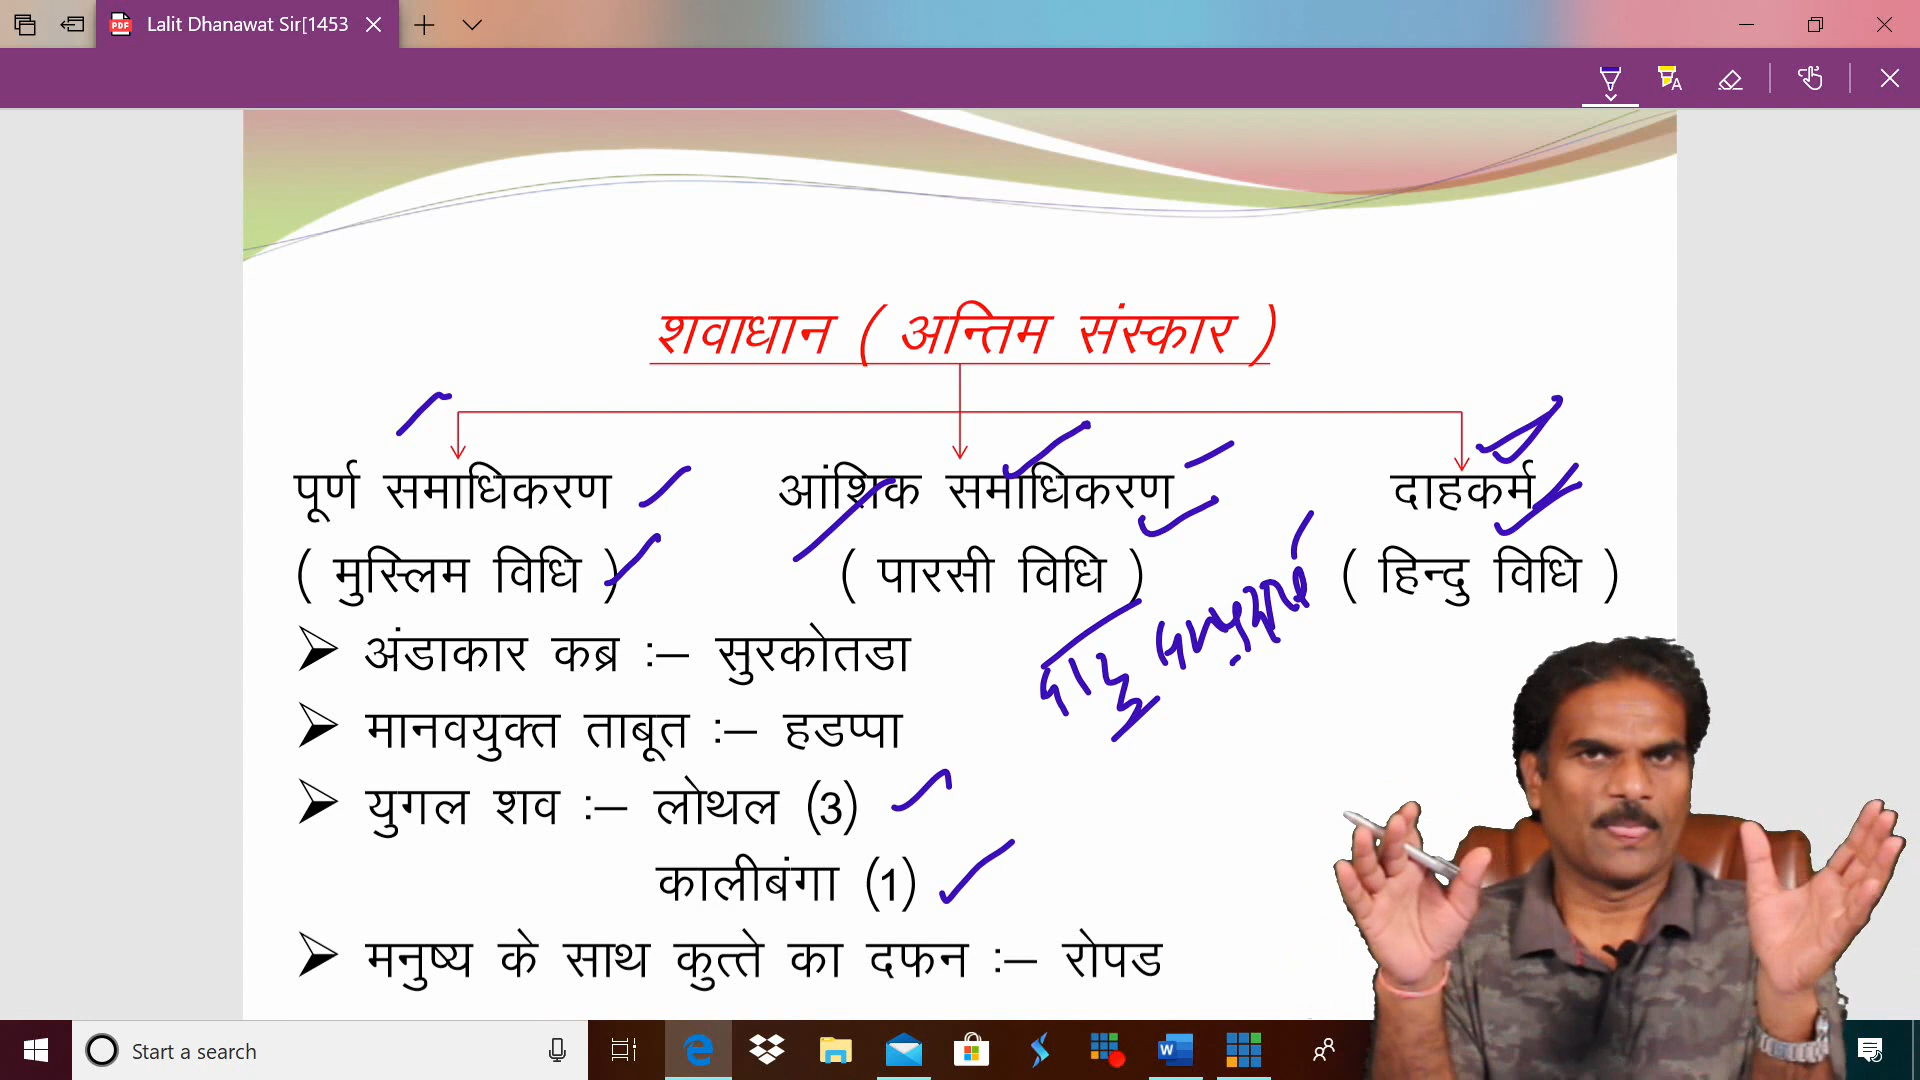 Lalit Dhanawat Sir[1453
शवाधान ( अन्तिम संस्कार )
पूर्ण समाधिकरण आंशिक समाधिकरण दाहकर्म
( मुस्लिम विधि ) ( पारसी विधि ) ( हिन्दु विधि )
अंडाकार कब्र :– सुरकोतडा
दादू
मानवयुक्त ताबूत :– हडप्पा
युगल शव :– लोथल (3)
कालीबंगा (1)
मनुष्य के साथ कुत्ते का दफन :– रोपड
Start a search